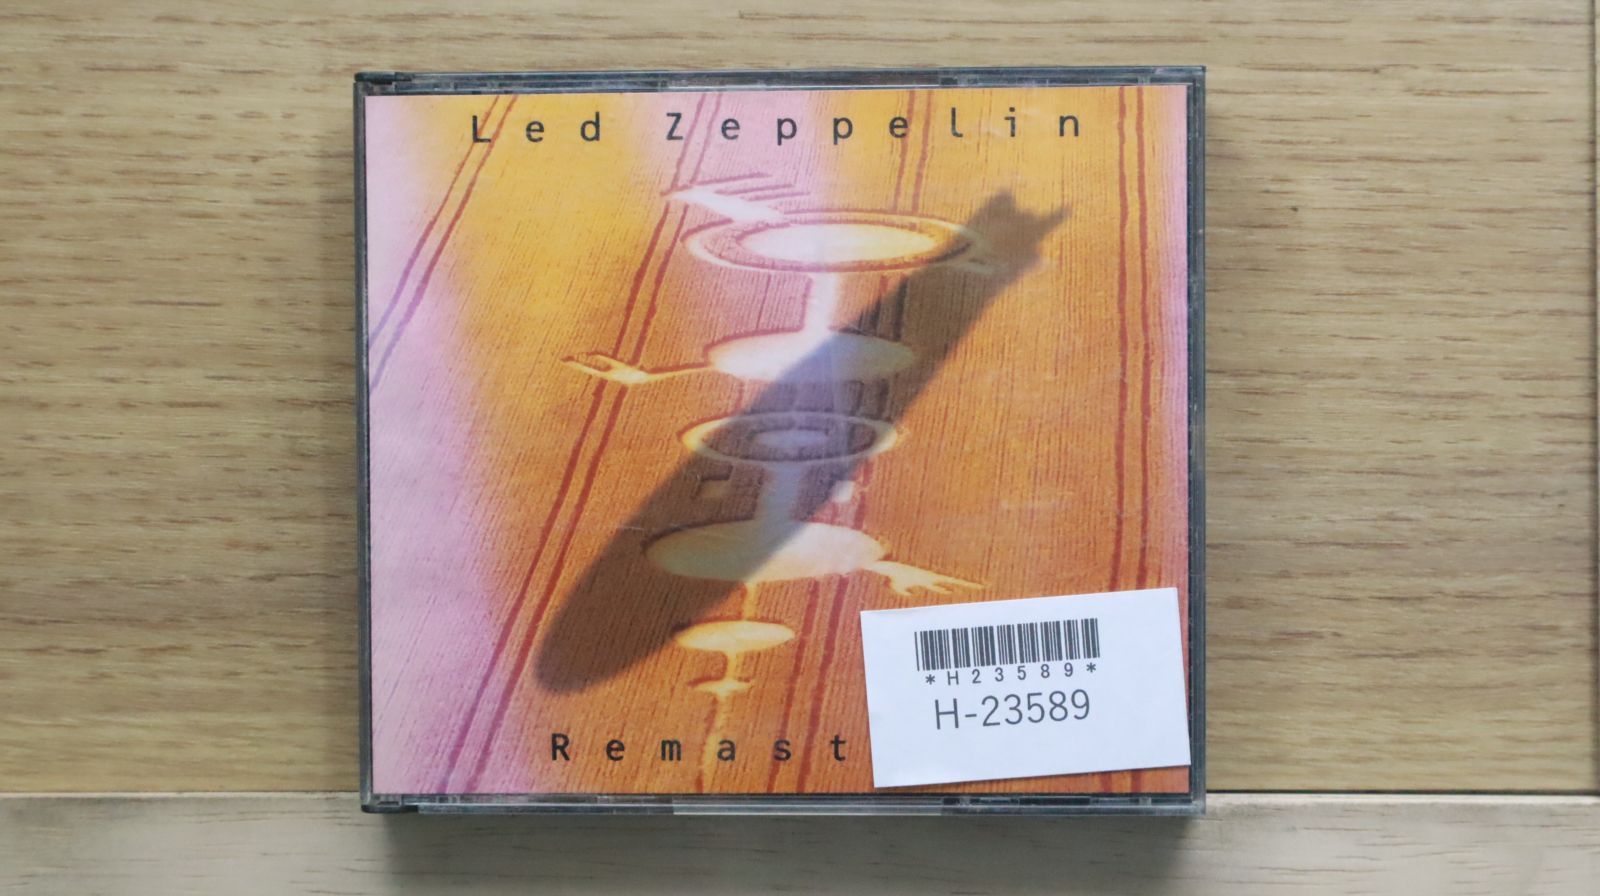 Led Zeppelin
*H23589*
H-23589
Remast